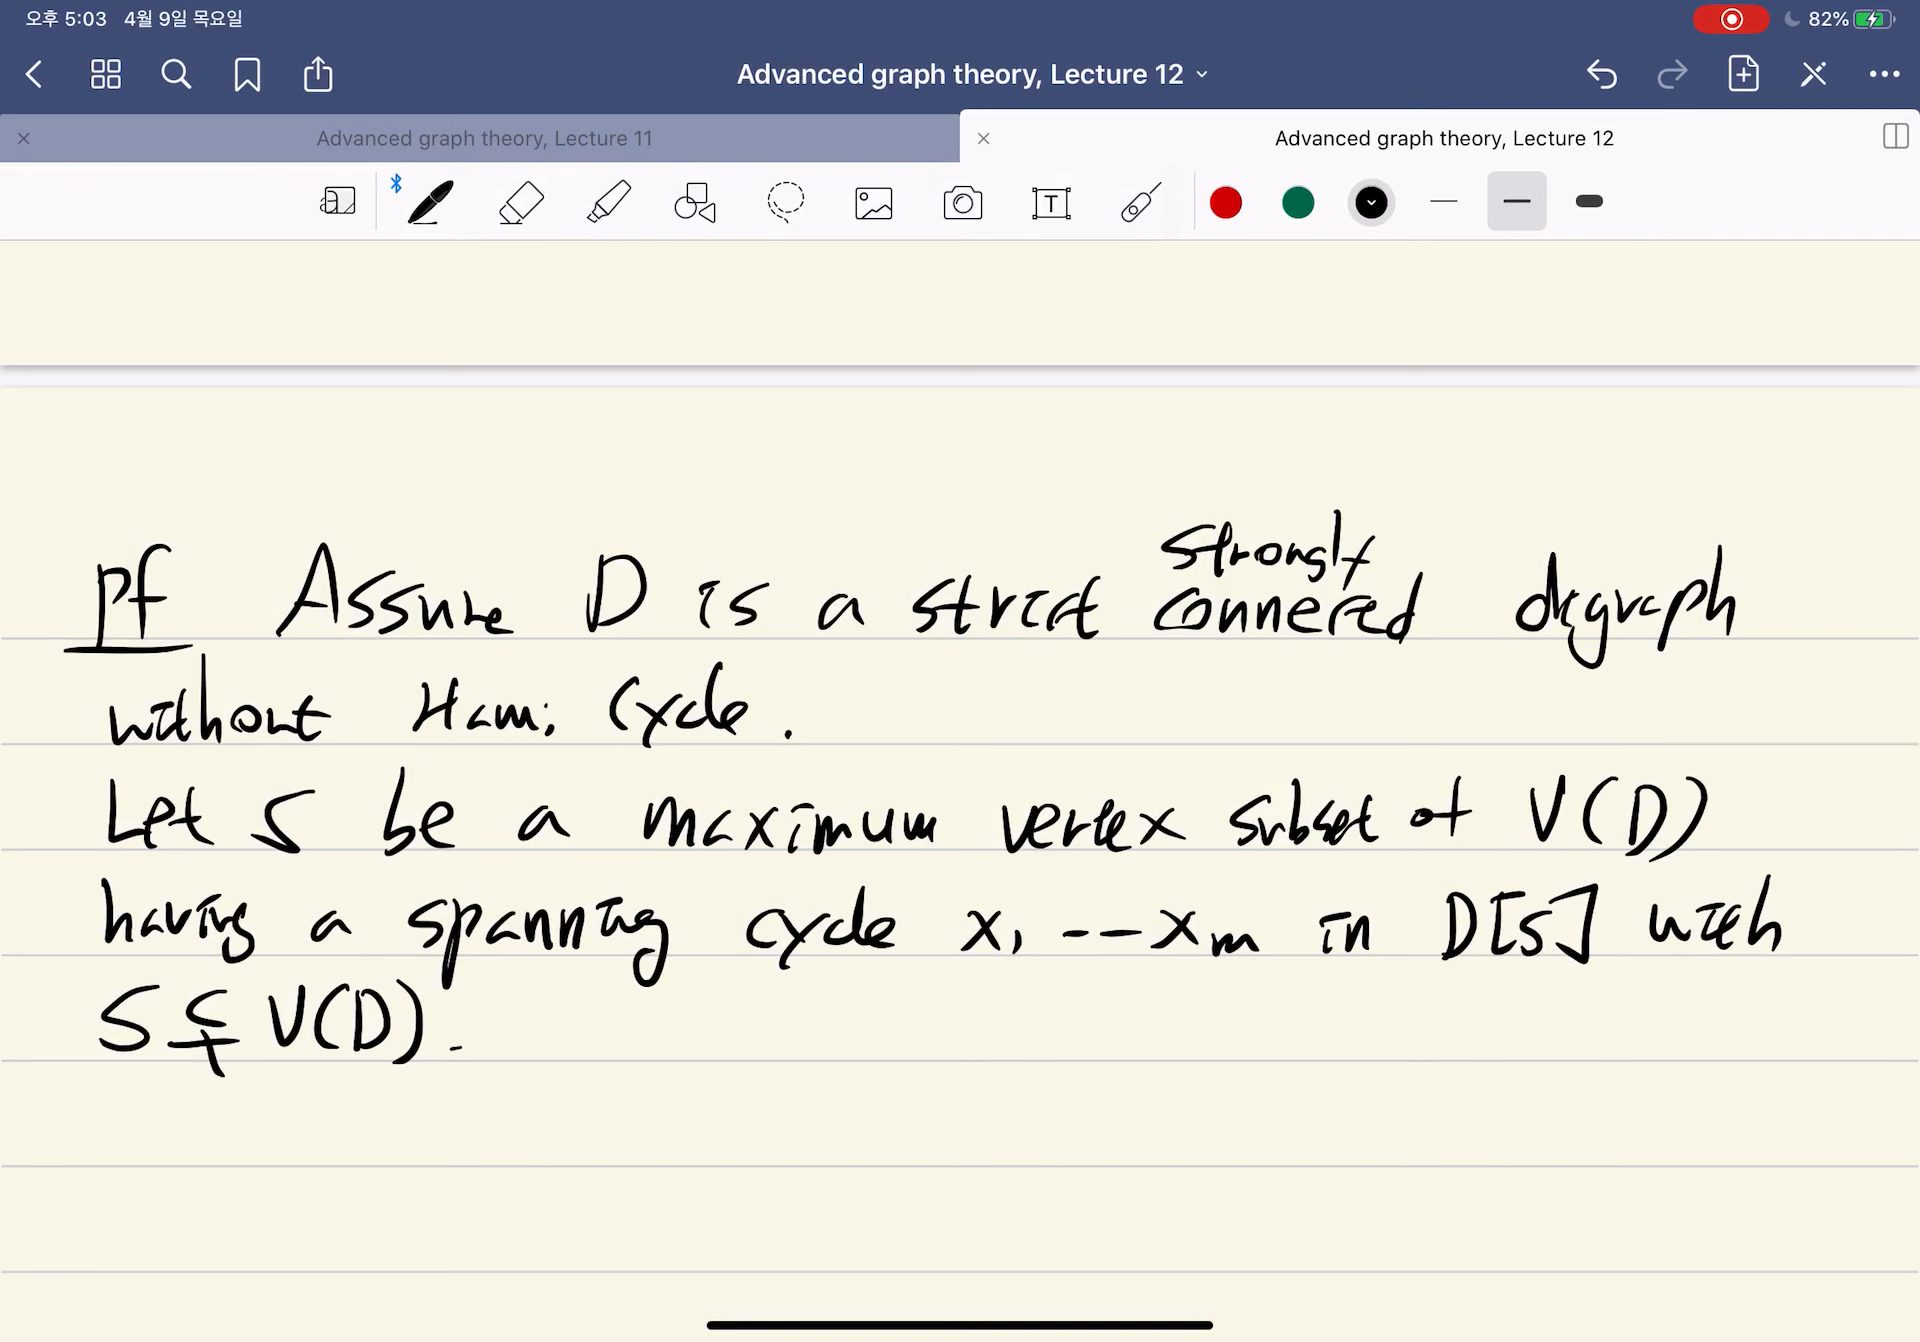 오후 5:03 4월 9일 목요일
82%
Advanced graph theory, Lecture 12
Advanced graph theory, Lecture 11
Advanced graph theory, Lecture 12
a
T
strongly
pf Assume D is a strict connected digraph
without Ham. cycle.
Let S be a maximum vertex subset of V(D)
having a spanning cycle x, -- xm in D[S] with
S ⊊ V(D).